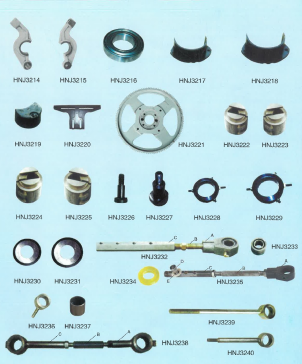 HNJ3214 HNJ3215 HNJ3216 HNJ3217 HNJ3218
HNJ3219 HNJ3220 HNJ3221 HNJ3222 HNJ3223
HNJ3224 HNJ3225 HNJ3226 HNJ3227 HNJ3228 HNJ3229
C B A
HNJ3232
HNJ3233
HNJ3230 HNJ3231 HNJ3234
D C B A
E
HNJ3235
HNJ3236 HNJ3237
HNJ3239
C B A
HNJ3238
HNJ3240